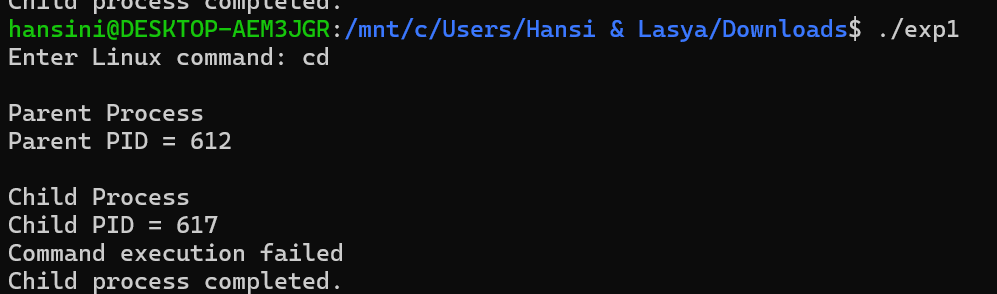 Child process completed.
hansini@DESKTOP-AEM3JGR:/mnt/c/Users/Hansi & Lasya/Downloads$ ./exp1
Enter Linux command: cd
Parent Process
Parent PID = 612
Child Process
Child PID = 617
Command execution failed
Child process completed.